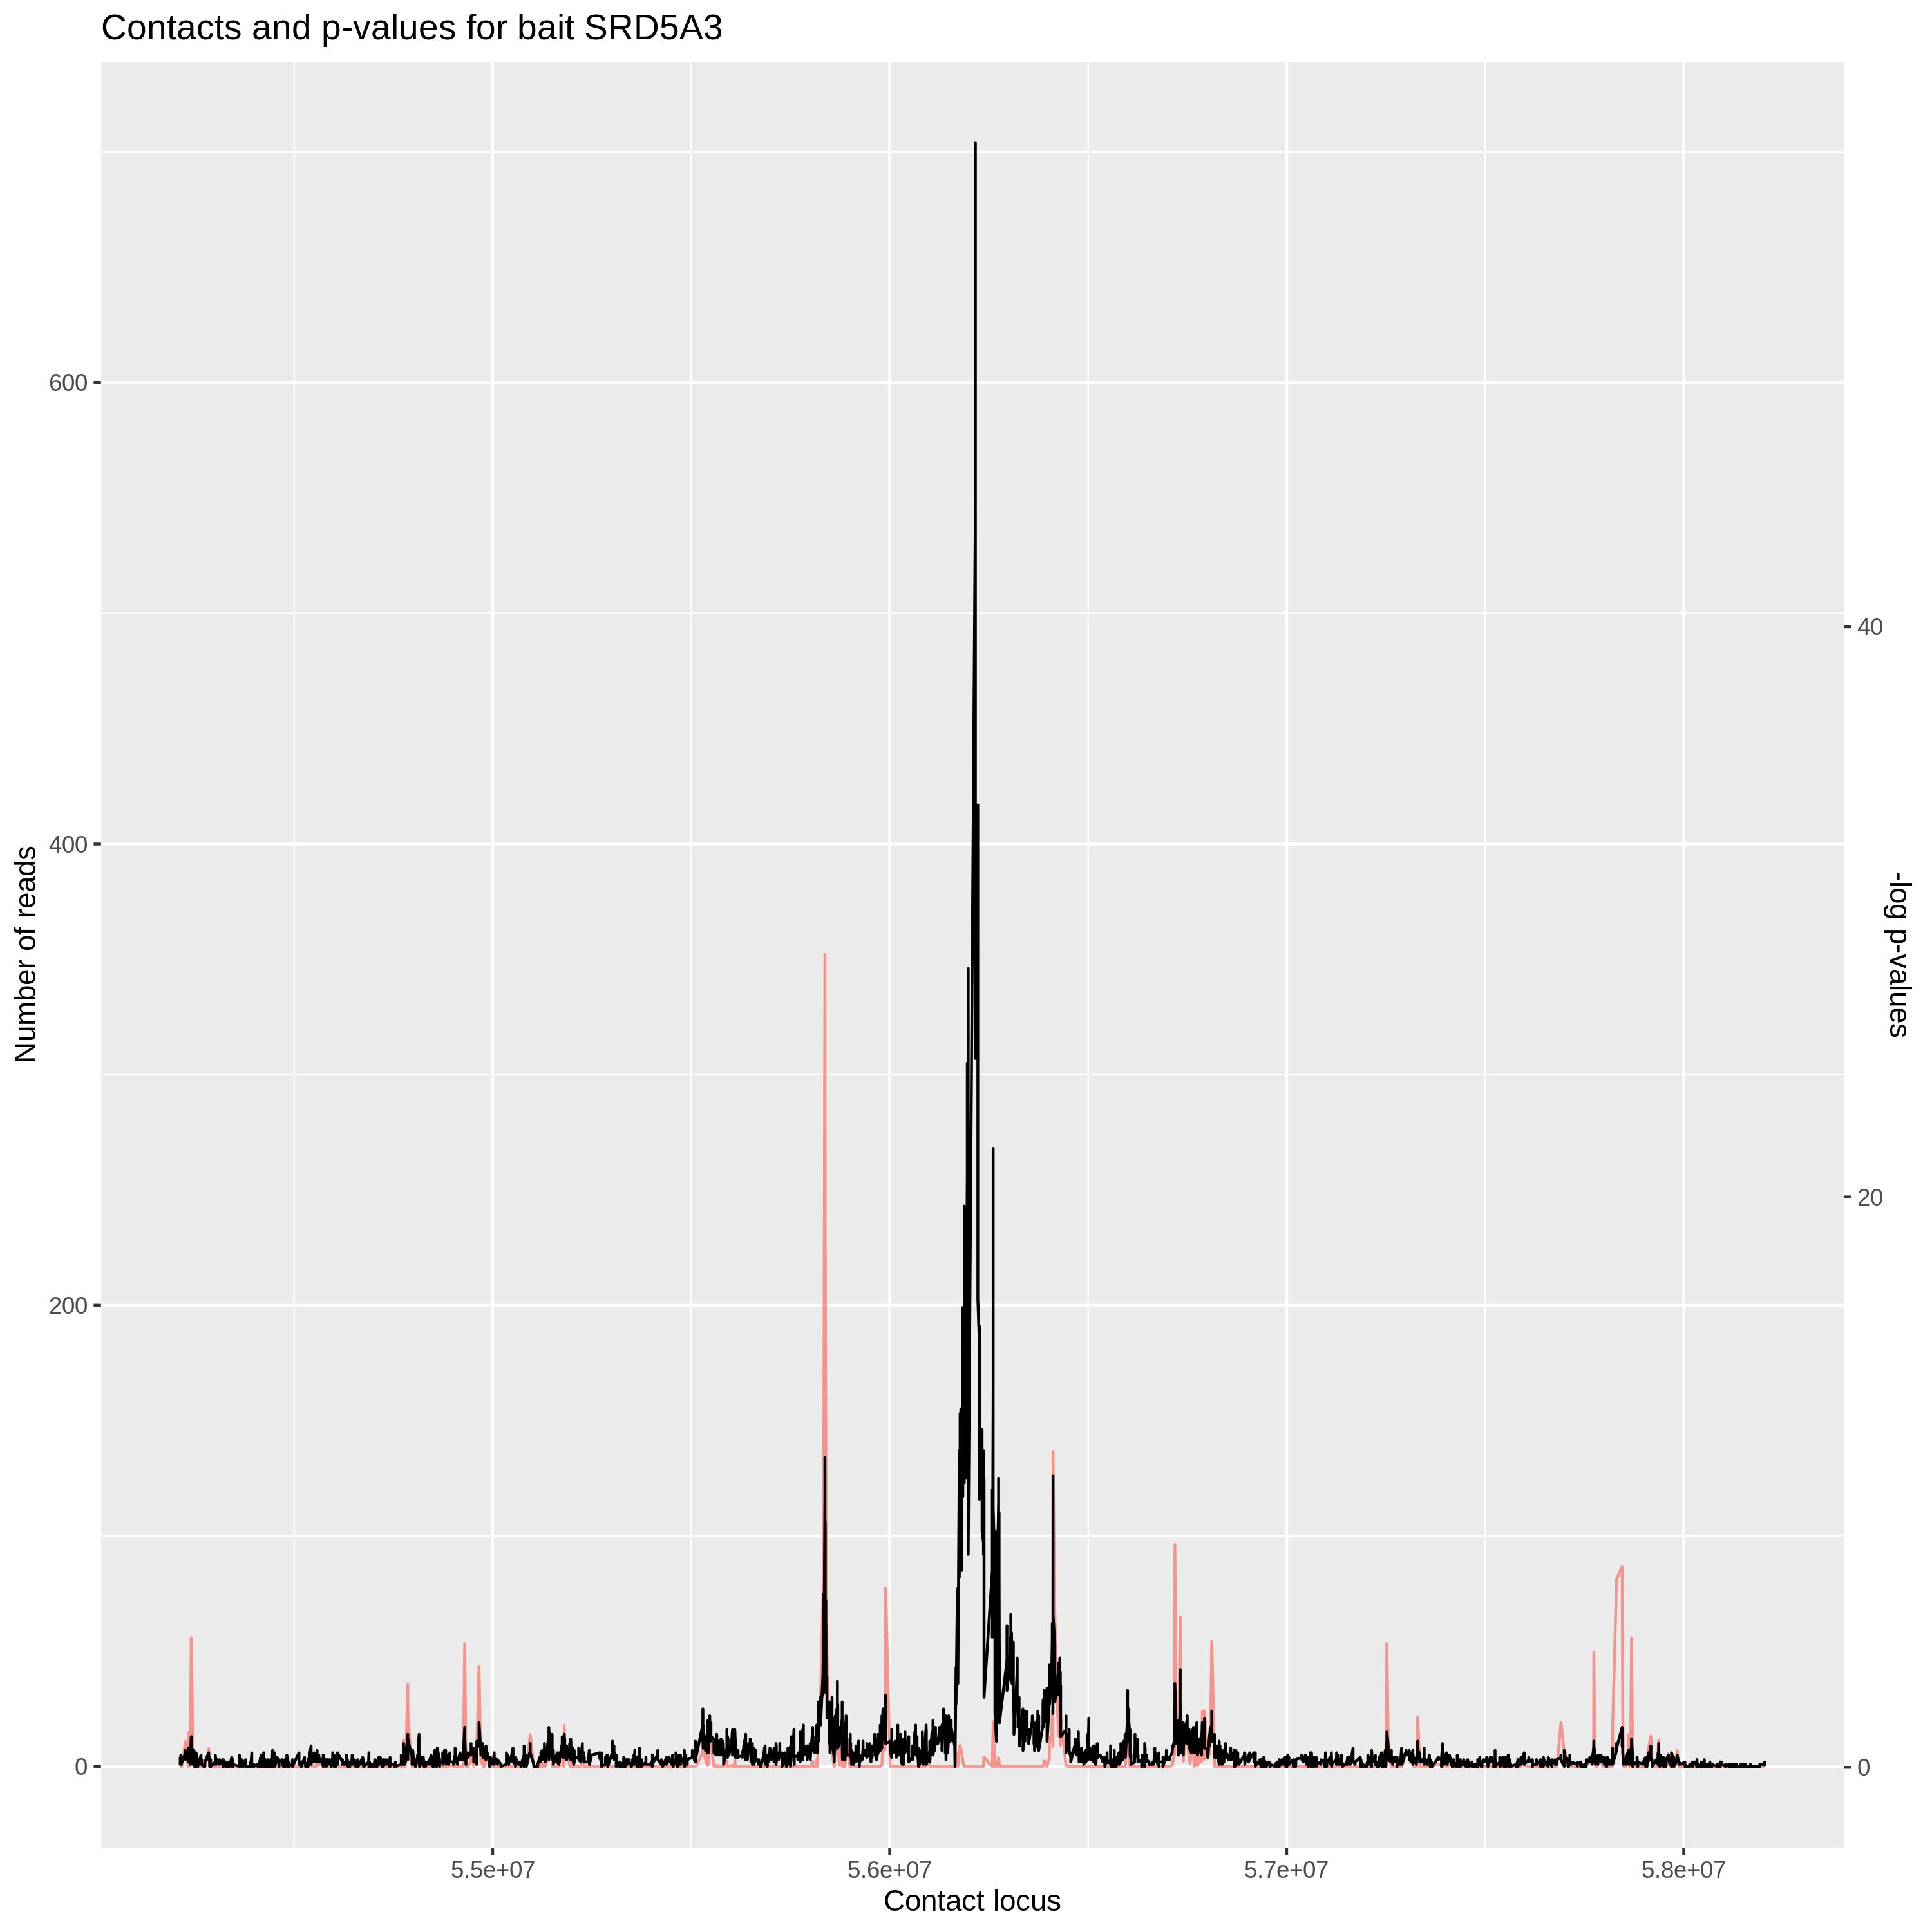 Contacts and p-values for bait SRD5A3
600
400
200
0
Number of reads
40
20
0
-log p-values
5.5e+07 5.6e+07 5.7e+07 5.8e+07
Contact locus